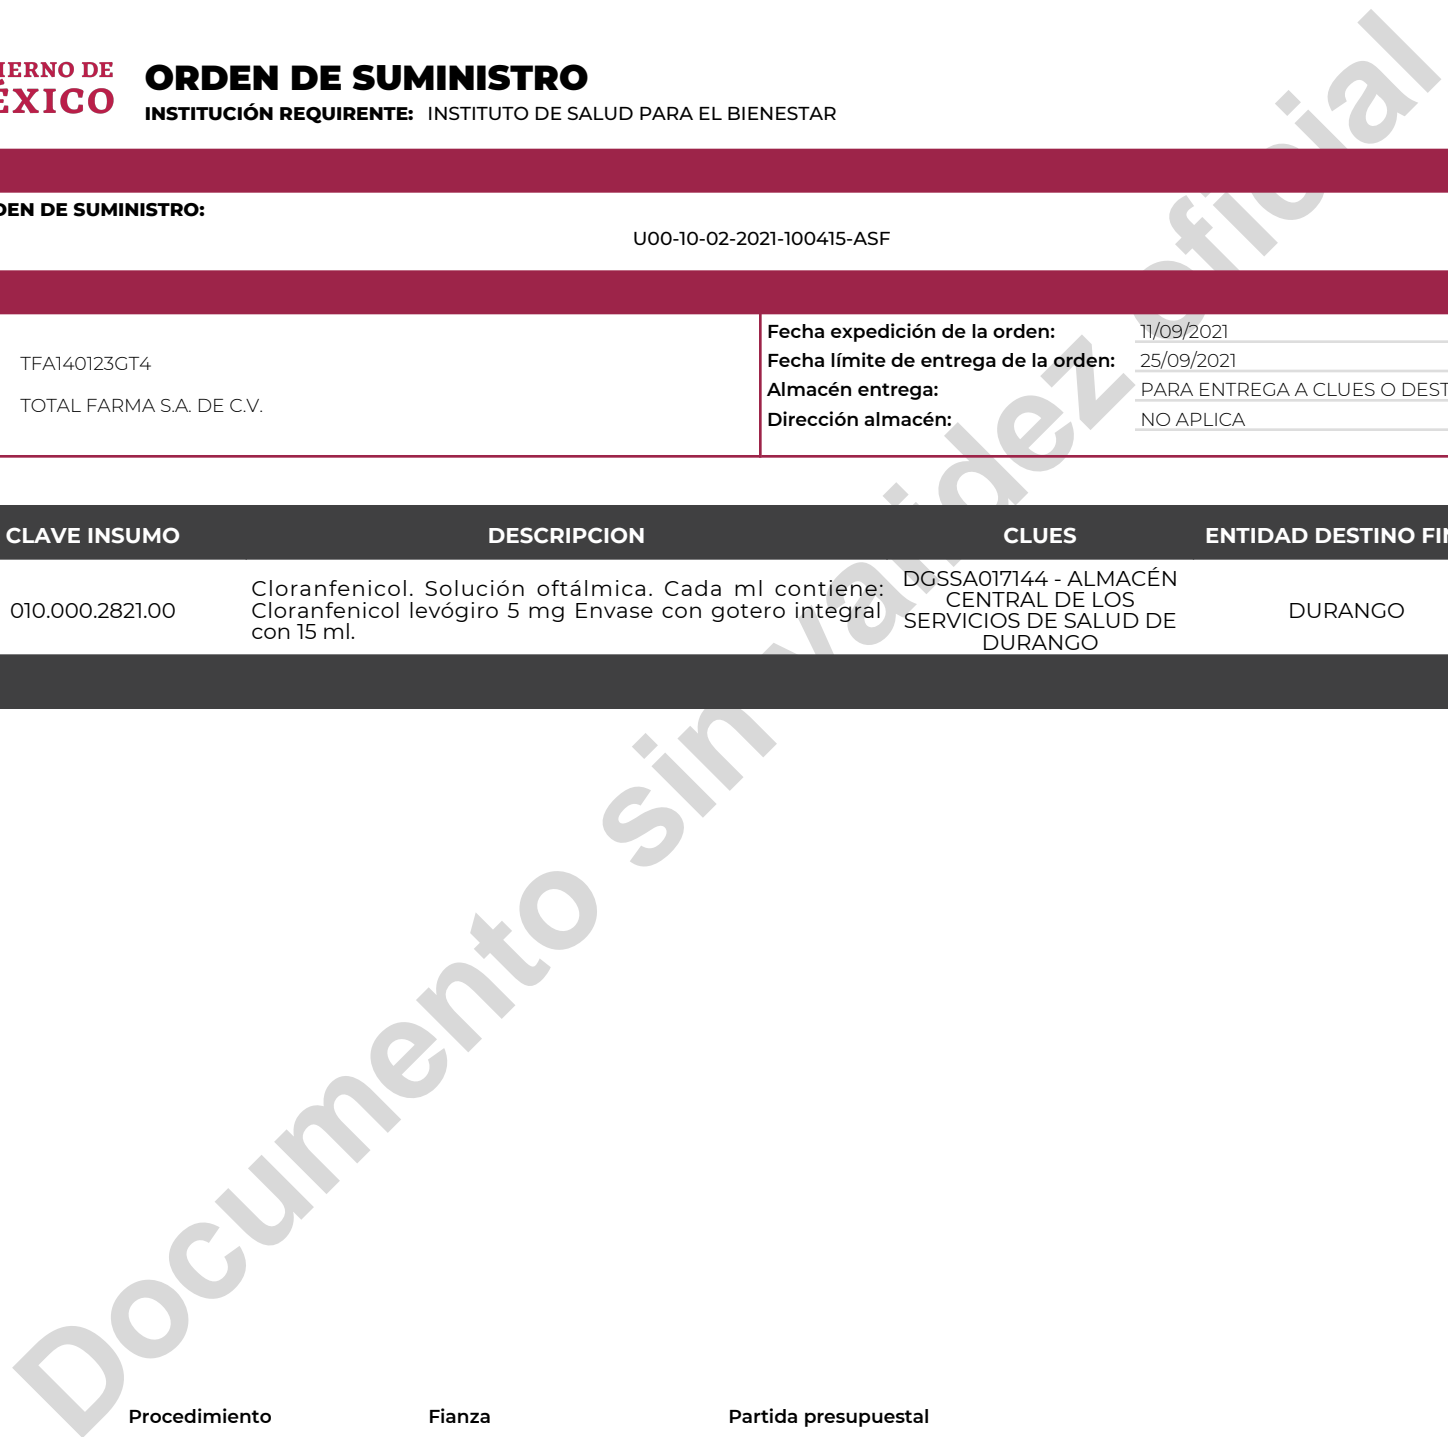 IERNO DE
ÉXICO
ORDEN DE SUMINISTRO
INSTITUCIÓN REQUIRENTE: INSTITUTO DE SALUD PARA EL BIENESTAR
DEN DE SUMINISTRO:
U00-10-02-2021-100415-ASF
TFA140123GT4
TOTAL FARMA S.A. DE C.V.
Fecha expedición de la orden: 11/09/2021
Fecha límite de entrega de la orden: 25/09/2021
Almacén entrega: PARA ENTREGA A CLUES O DEST
Dirección almacén: NO APLICA
CLAVE INSUMO DESCRIPCION CLUES ENTIDAD DESTINO FIN
010.000.2821.00
Cloranfenicol. Solución oftálmica. Cada ml contiene:
Cloranfenicol levógiro 5 mg Envase con gotero integral
con 15 ml.
DGSSA017144 - ALMACÉN
CENTRAL DE LOS
SERVICIOS DE SALUD DE
DURANGO
DURANGO
Documento sin validez oficial
Procedimiento Fianza Partida presupuestal